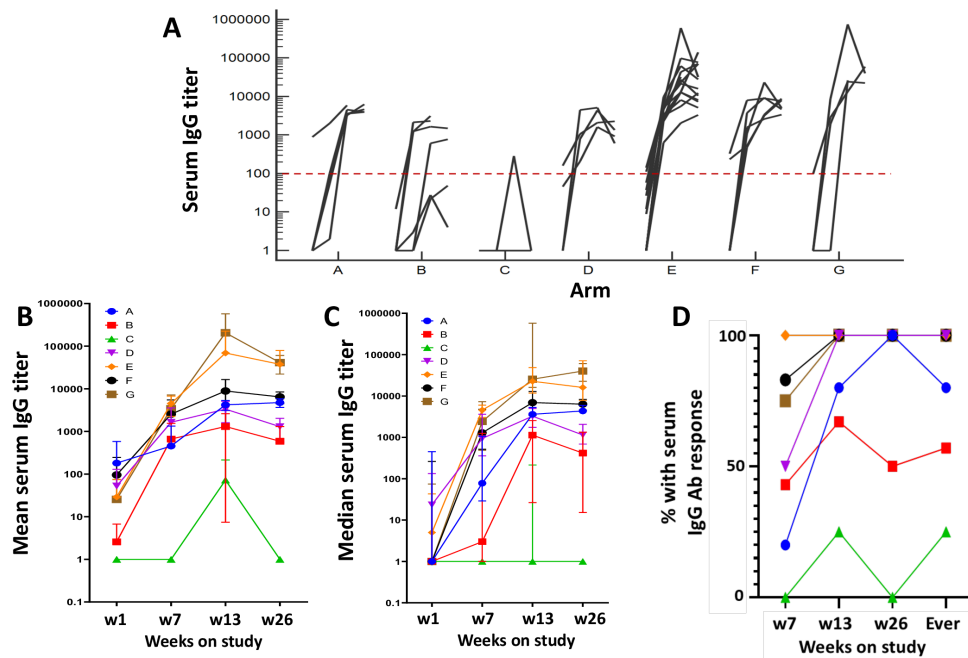 A
Serum IgG titer
1000000
100000
10000
1000
100
10
1
A B C D E F G
Arm
B
Mean serum IgG titer
1000000
100000
10000
1000
100
10
1
0.1
A
B
C
D
E
F
G
w1 w7 w13 w26
Weeks on study
C
Median serum IgG titer
1000000
100000
10000
1000
100
10
1
0.1
A
B
C
D
E
F
G
w1 w7 w13 w26
Weeks on study
D
% with serum
IgG Ab response
100
50
0
w7 w13 w26 Ever
Weeks on study